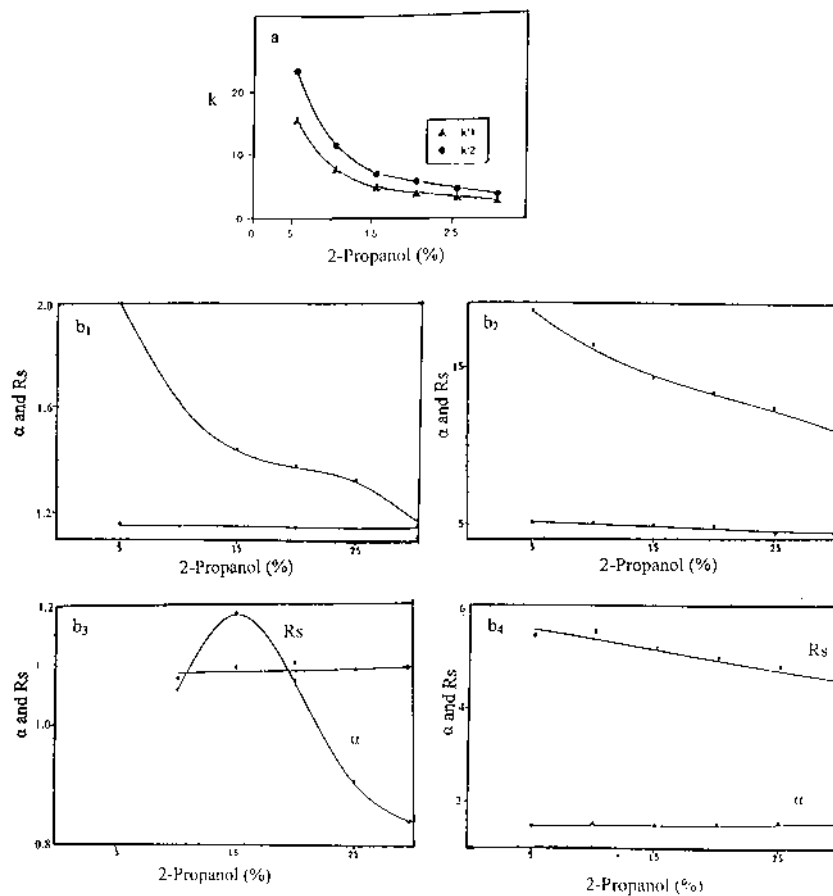 a
k
20
10
0
k'1
k'2
0 5 15 25
2-Propanol (%)
b1
α and Rs
2.0
1.6
1.2
5 15 25
2-Propanol (%)
b2
α and Rs
15
5
5 15 25
2-Propanol (%)
b3
Rs
α and Rs
1.2
1.0
0.8
α
5 15 25
2-Propanol (%)
b4
Rs
α and Rs
6
4
2
α
5 15 25
2-Propanol (%)